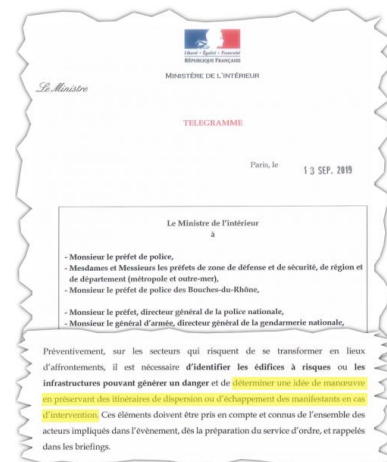 Liberté • Égalité • Fraternité
RÉPUBLIQUE FRANÇAISE
MINISTÈRE DE L'INTÉRIEUR
Le Ministre
TELEGRAMME
Paris, le 13 SEP. 2019
Le Ministre de l'intérieur
à
- Monsieur le préfet de police,
- Mesdames et Messieurs les préfets de zone de défense et de sécurité, de région et
de département (métropole et outre-mer),
- Monsieur le préfet de police des Bouches-du-Rhône,
- Monsieur le préfet, directeur général de la police nationale,
- Monsieur le général d'armée, directeur général de la gendarmerie nationale,
Préventivement, sur les secteurs qui risquent de se transformer en lieux
d'affrontements, il est nécessaire d'identifier les édifices à risques ou les
infrastructures pouvant générer un danger et de déterminer une idée de manœuvre
en préservant des itinéraires de dispersion ou d'échappement des manifestants en cas
d'intervention. Ces éléments doivent être pris en compte et connus de l'ensemble des
acteurs impliqués dans l'évènement, dès la préparation du service d'ordre, et rappelés
dans les briefings.